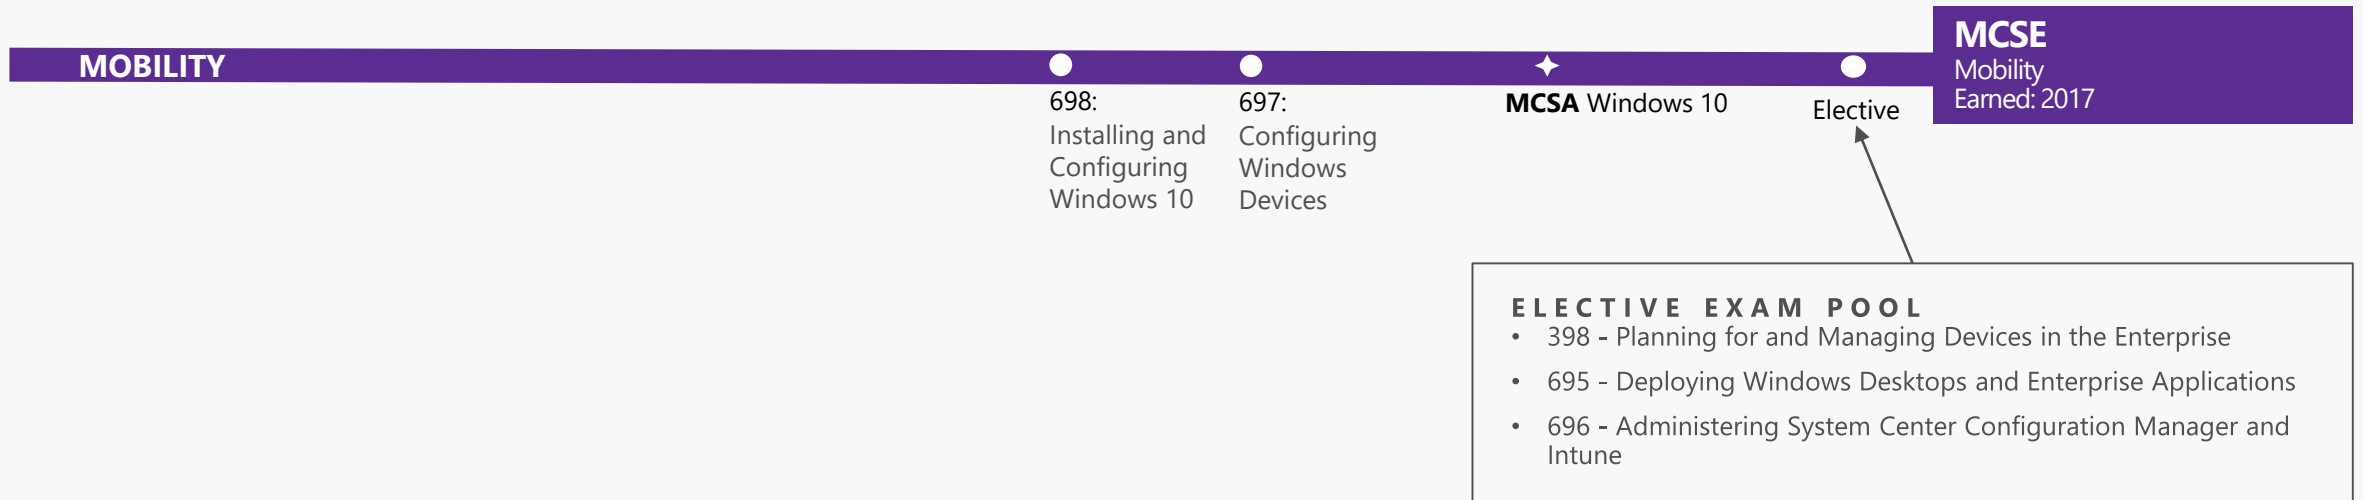 MOBILITY
MCSE
Mobility
Earned: 2017
698:
Installing and
Configuring
Windows 10
697:
Configuring
Windows
Devices
MCSA Windows 10
Elective
ELECTIVE EXAM POOL
• 398 - Planning for and Managing Devices in the Enterprise
• 695 - Deploying Windows Desktops and Enterprise Applications
• 696 - Administering System Center Configuration Manager and
Intune